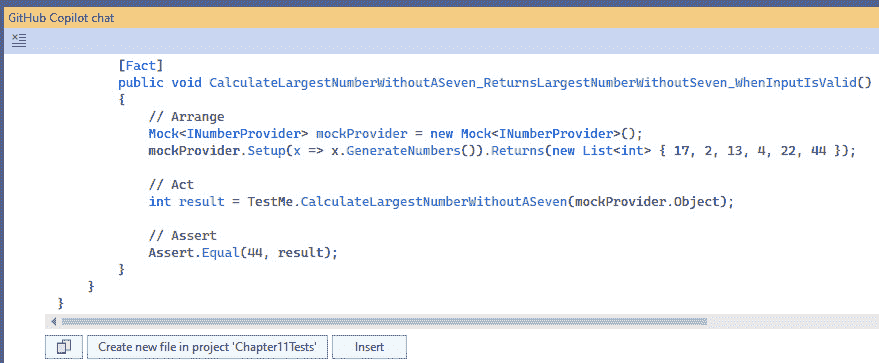 GitHub Copilot chat
[Fact]
public void CalculateLargestNumberWithoutASeven_ReturnsLargestNumberWithoutSeven_WhenInputIsValid()
{
// Arrange
Mock<INumberProvider> mockProvider = new Mock<INumberProvider>();
mockProvider.Setup(x => x.GenerateNumbers()).Returns(new List<int> { 17, 2, 13, 4, 22, 44 });
// Act
int result = TestMe.CalculateLargestNumberWithoutASeven(mockProvider.Object);
// Assert
Assert.Equal(44, result);
}
}
}
Create new file in project 'Chapter11Tests' Insert